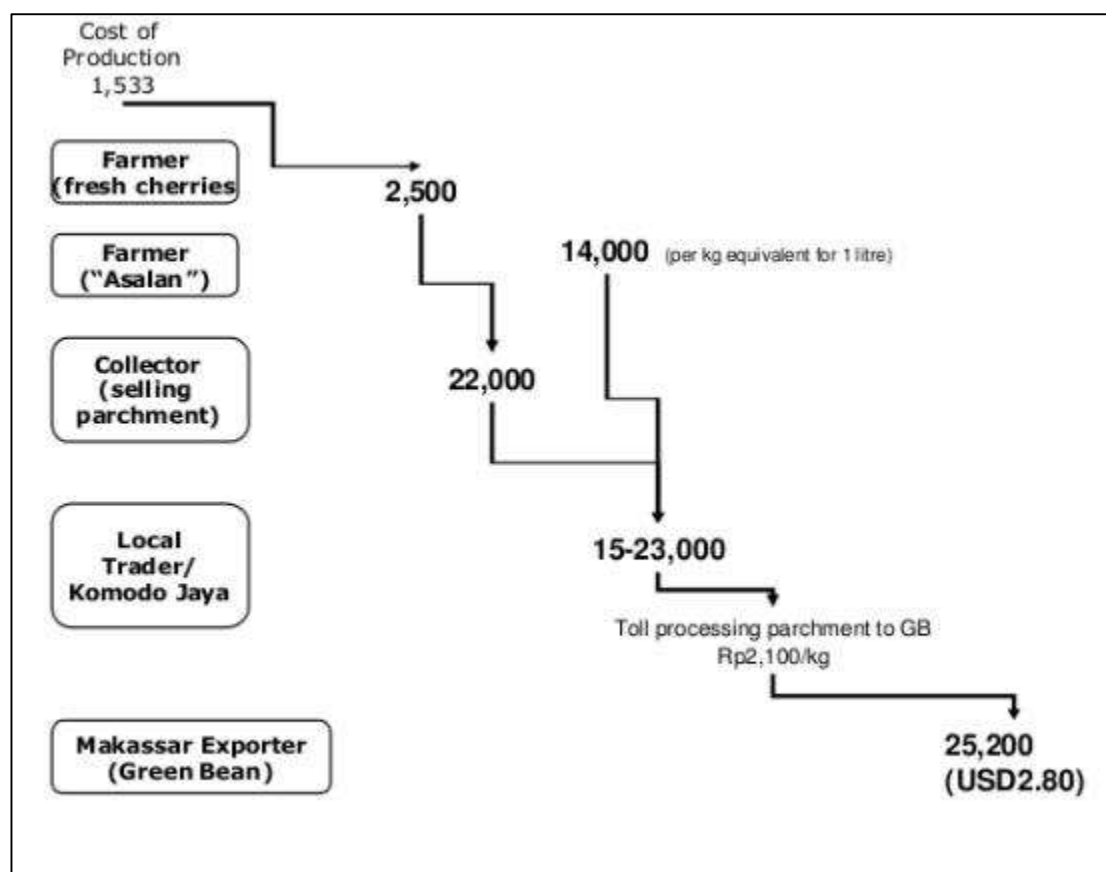 Cost of
Production
1,533
Farmer
(fresh cherries
2,500
Farmer
(“Asalan”)
14,000 (per kg equivalent for 1 litre)
Collector
(selling
parchment)
22,000
Local
Trader/
Komodo Jaya
15-23,000
Toll processing parchment to GB
Rp2,100/kg
Makassar Exporter
(Green Bean)
25,200
(USD2.80)